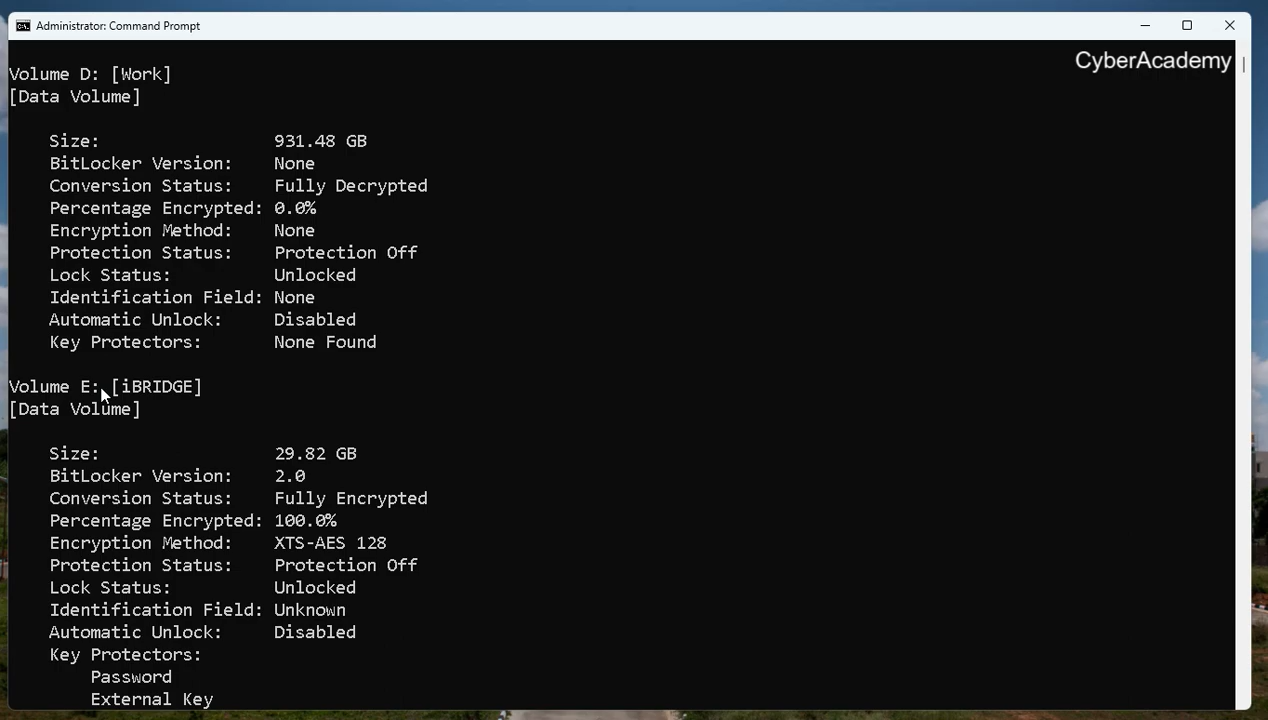 Administrator: Command Prompt
CyberAcademy
Volume D: [Work]
[Data Volume]
Size: 931.48 GB
BitLocker Version: None
Conversion Status: Fully Decrypted
Percentage Encrypted: 0.0%
Encryption Method: None
Protection Status: Protection Off
Lock Status: Unlocked
Identification Field: None
Automatic Unlock: Disabled
Key Protectors: None Found
Volume E: [iBRIDGE]
[Data Volume]
Size: 29.82 GB
BitLocker Version: 2.0
Conversion Status: Fully Encrypted
Percentage Encrypted: 100.0%
Encryption Method: XTS-AES 128
Protection Status: Protection Off
Lock Status: Unlocked
Identification Field: Unknown
Automatic Unlock: Disabled
Key Protectors:
Password
External Key